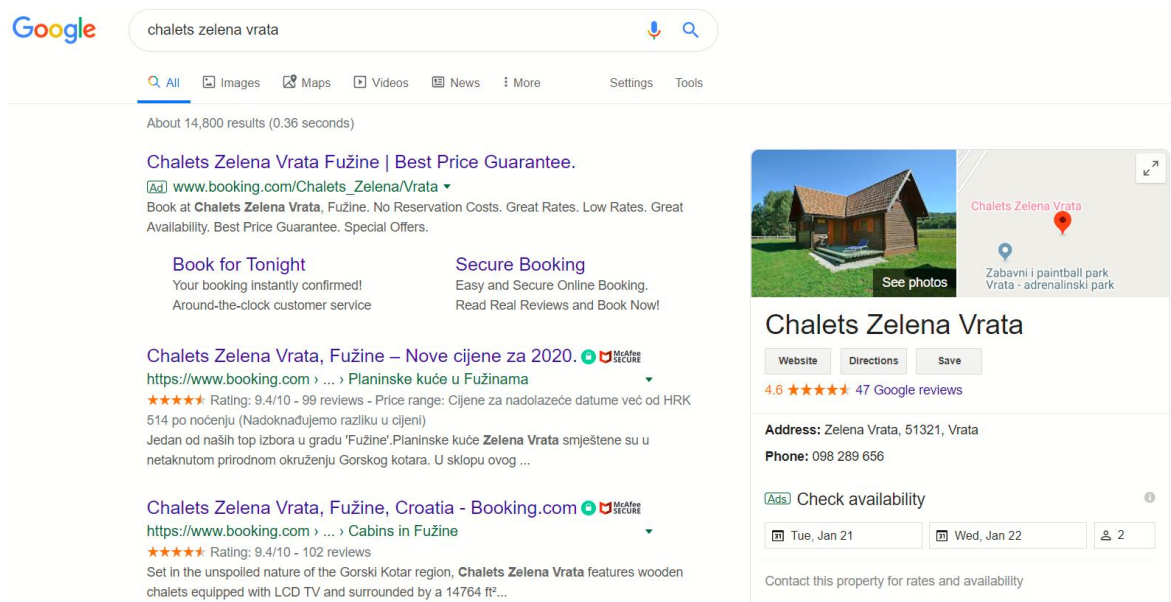 Google
chalets zelena vrata
All Images Maps Videos News More Settings Tools
About 14,800 results (0.36 seconds)
Chalets Zelena Vrata Fužine | Best Price Guarantee.
Ad www.booking.com/Chalets_Zelena/Vrata
Book at Chalets Zelena Vrata, Fužine. No Reservation Costs. Great Rates. Low Rates. Great
Availability. Best Price Guarantee. Special Offers.
Book for Tonight
Your booking instantly confirmed!
Around-the-clock customer service
Secure Booking
Easy and Secure Online Booking.
Read Real Reviews and Book Now!
Chalets Zelena Vrata, Fužine – Nove cijene za 2020. McAfee SECURE
https://www.booking.com › ... › Planinske kuće u Fužinama
Rating: 9.4/10 - 99 reviews - Price range: Cijene za nadolazeće datume već od HRK
514 po noćenju (Nadoknađujemo razliku u cijeni)
Jedan od naših top izbora u gradu 'Fužine'.Planinske kuće Zelena Vrata smještene su u
netaknutom prirodnom okruženju Gorskog kotara. U sklopu ovog ...
Chalets Zelena Vrata, Fužine, Croatia - Booking.com McAfee SECURE
https://www.booking.com › ... › Cabins in Fužine
Rating: 9.4/10 - 102 reviews
Set in the unspoiled nature of the Gorski Kotar region, Chalets Zelena Vrata features wooden
chalets equipped with LCD TV and surrounded by a 14764 ft²...
See photos
Chalets Zelena Vrata
Zabavni i paintball park
Vrata - adrenalinski park
Chalets Zelena Vrata
Website Directions Save
4.6 47 Google reviews
Address: Zelena Vrata, 51321, Vrata
Phone: 098 289 656
Ads Check availability
31 Tue, Jan 21 31 Wed, Jan 22 2
Contact this property for rates and availability